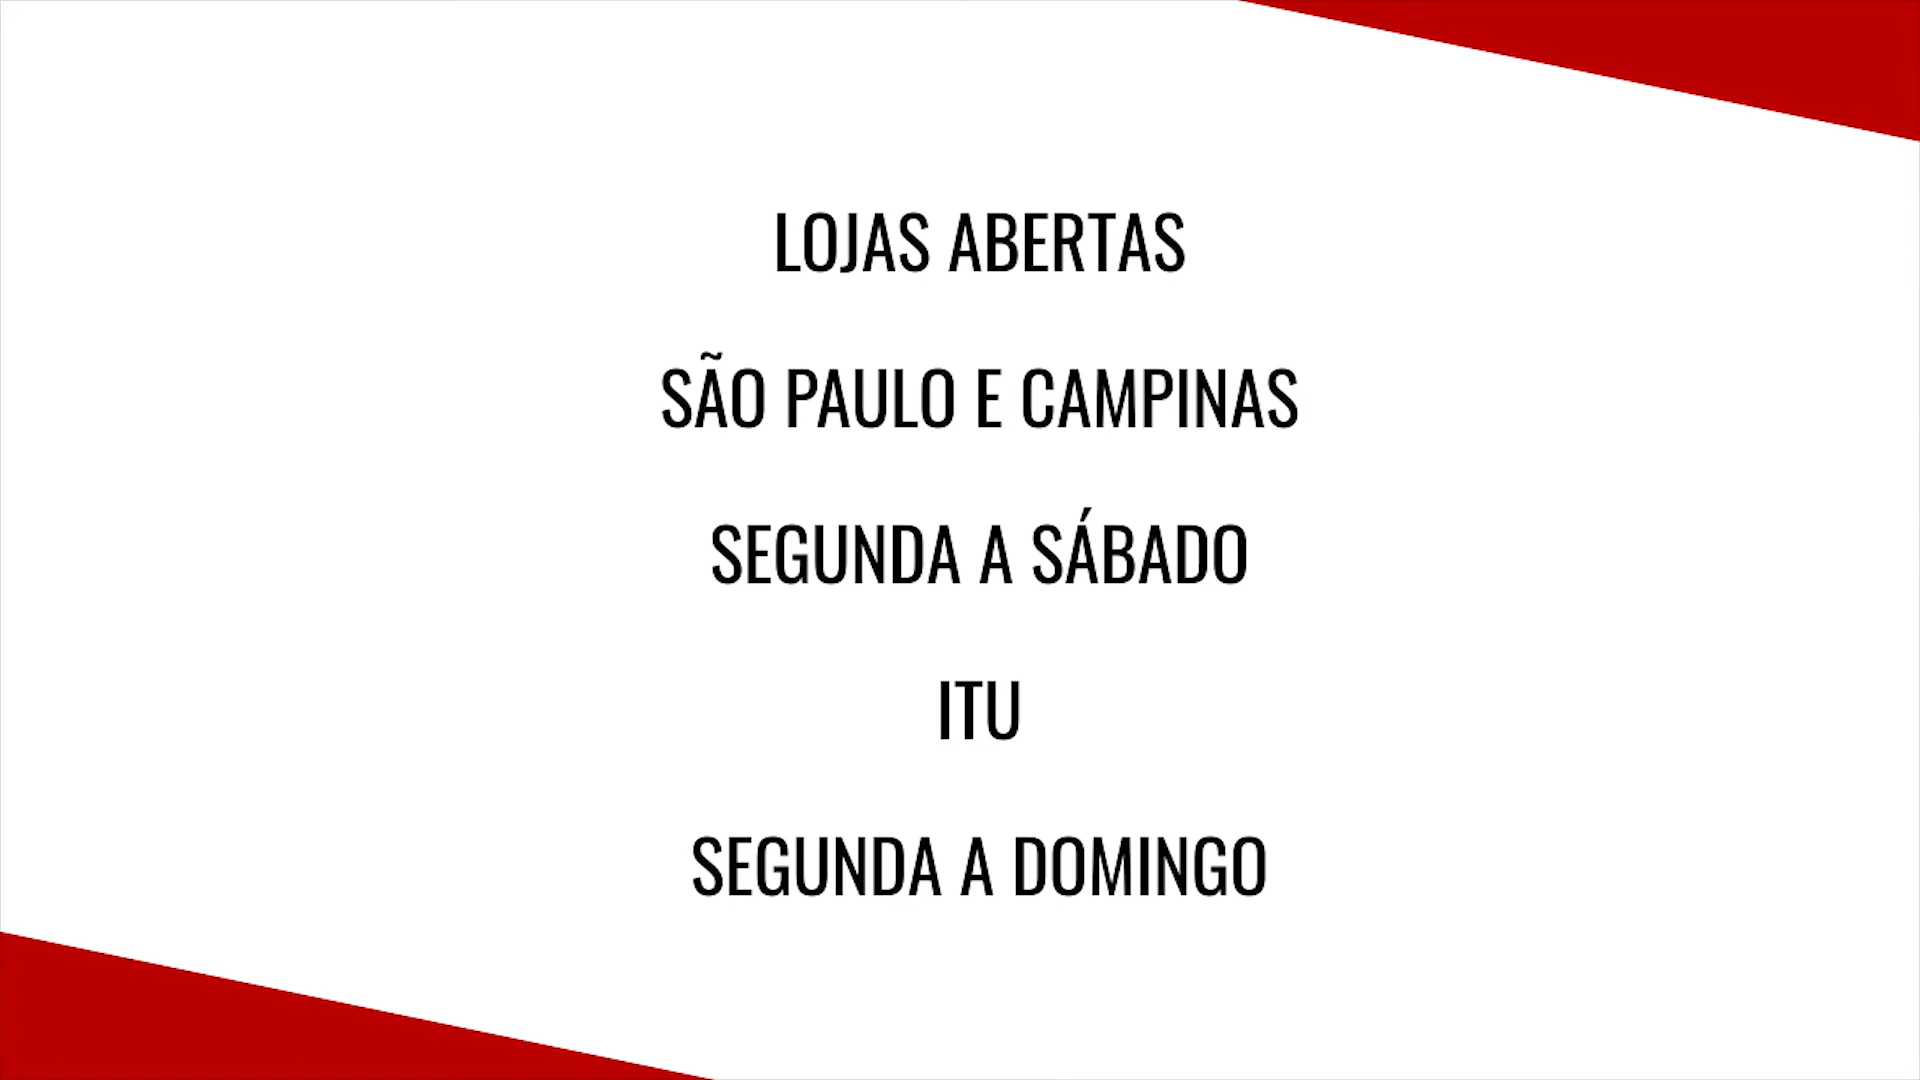 LOJAS ABERTAS
SÃO PAULO E CAMPINAS
SEGUNDA A SÁBADO
ITU
SEGUNDA A DOMINGO